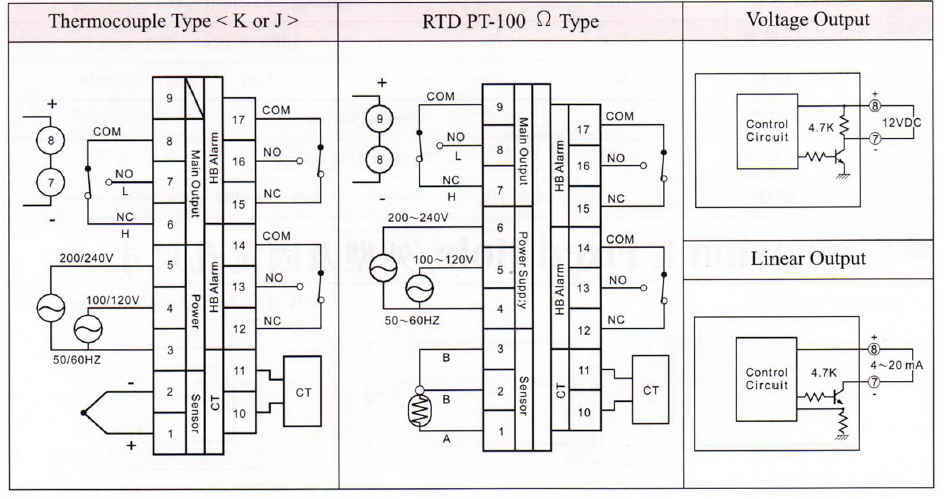 Thermocouple Type < K or J >
RTD PT-100 Ω Type
Voltage Output
+
8
7
-
COM
NO
L
NC
H
200/240V
100/120V
50/60HZ
-
+
9
8
7
6
5
4
3
2
1
Main Output
Power
Sensor
HB Alarm
HB Alarm
CT
17
16
15
14
13
12
11
10
COM
NO
NC
COM
NO
NC
CT
+
9
8
-
COM
NO
L
NC
H
200～240V
100～120V
50～60HZ
B
B
A
9
8
7
6
5
4
3
2
1
Main Output
Power Supply
Sensor
HB Alarm
HB Alarm
CT
17
16
15
14
13
12
11
10
COM
NO
NC
COM
NO
NC
CT
Control
Circuit
4.7K
+
8
12VDC
7
-
Linear Output
Control
Circuit
4.7K
+
8
4～20 mA
7
-